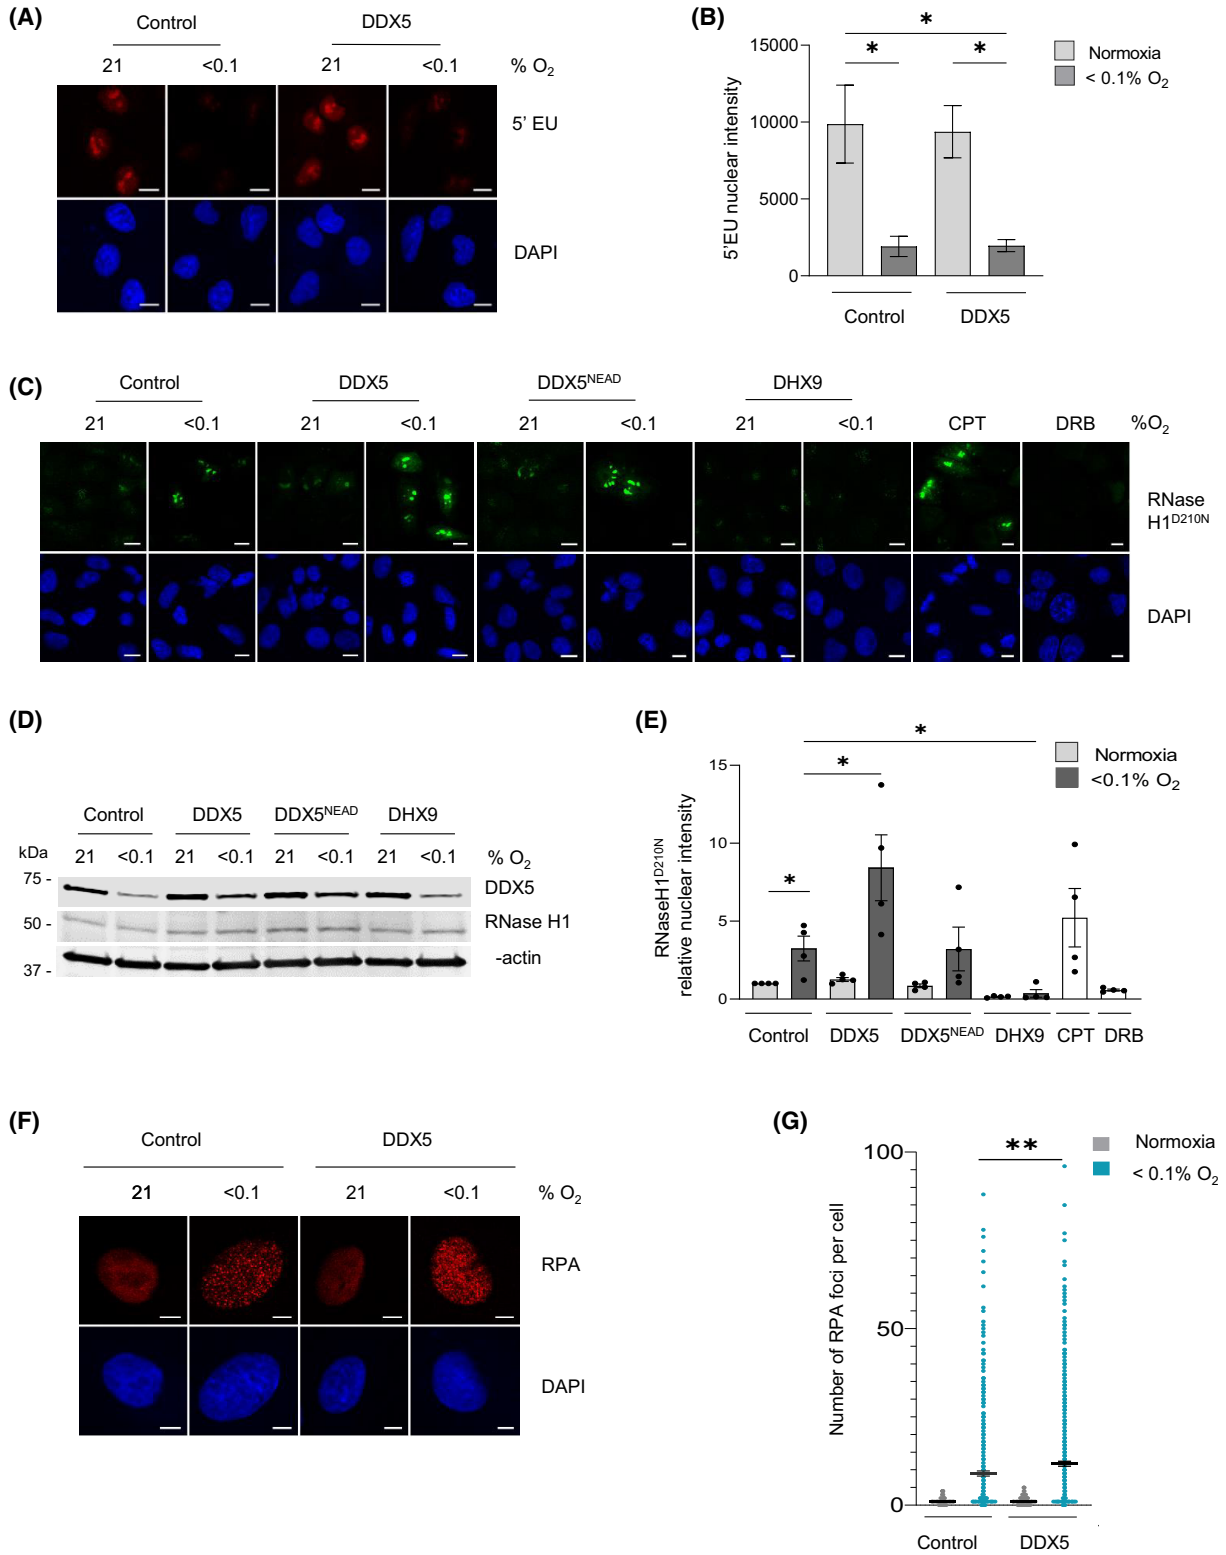 (A)
Control DDX5
21 <0.1 21 <0.1 % O2
5' EU
DAPI
(B)
* * *
15000
10000
5000
0
5'EU nuclear intensity
Normoxia
< 0.1% O2
Control DDX5
(C)
Control DDX5 DDX5NEAD DHX9
21 <0.1 21 <0.1 21 <0.1 21 <0.1 CPT DRB %O2
RNase
H1D210N
DAPI
(D)
Control DDX5 DDX5NEAD DHX9
kDa 21 <0.1 21 <0.1 21 <0.1 21 <0.1 % O2
75 - DDX5
50 - RNase H1
37 - -actin
(E)
* * *
15
10
5
0
RNaseH1D210N
relative nuclear intensity
Normoxia
<0.1% O2
Control DDX5 DDX5NEAD DHX9 CPT DRB
(F)
Control DDX5
21 <0.1 21 <0.1 % O2
RPA
DAPI
(G)
**
100
50
0
Number of RPA foci per cell
Normoxia
< 0.1% O2
Control DDX5